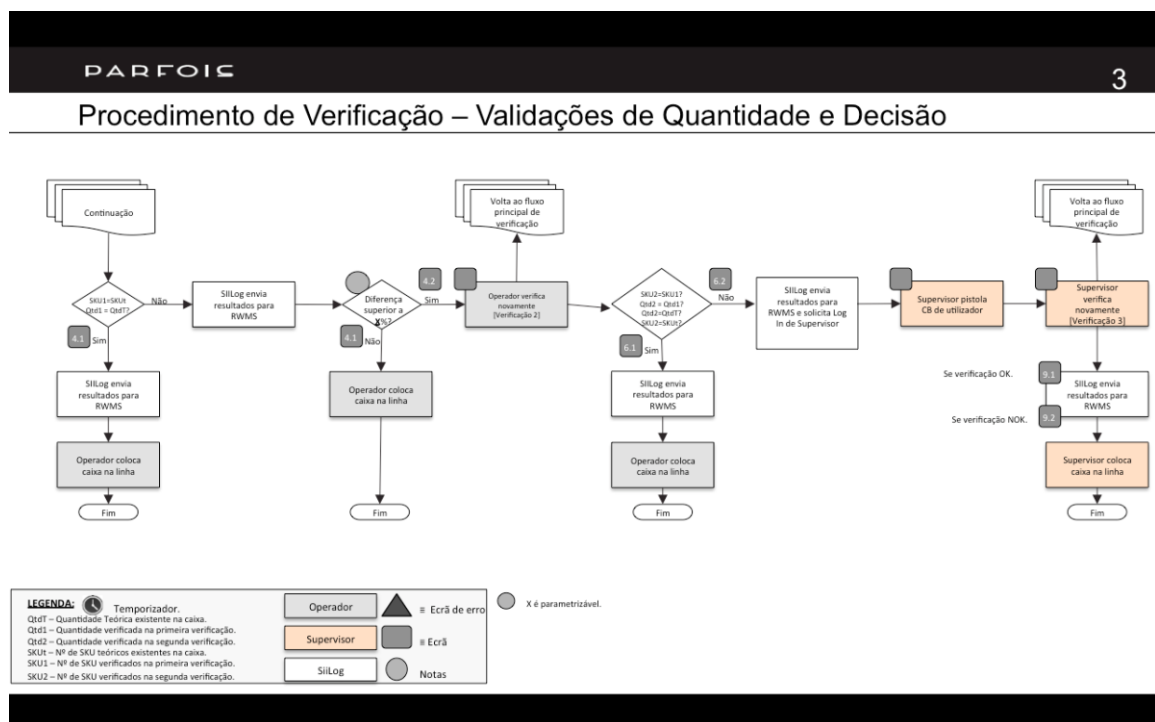 PARFOIS
3
Procedimento de Verificação – Validações de Quantidade e Decisão
Continuação
Volta ao fluxo
principal de
verificação
Volta ao fluxo
principal de
verificação
SKU1=SKUt
Qtd1 = QtdT?
Não
4.1
Sim
SIILog envia
resultados para
RWMS
Diferença
superior a
X%?
4.2
Sim
4.1
Não
Operador verifica
novamente
[Verificação 2]
SKU2=SKU1?
Qtd2 = Qtd1?
Qtd2=QtdT?
SKU2=SKUt?
6.2
Não
6.1
Sim
SIILog envia
resultados para
RWMS e solicita Log
In de Supervisor
Supervisor pistola
CB de utilizador
Supervisor
verifica
novamente
[Verificação 3]
SIILog envia
resultados para
RWMS
Operador coloca
caixa na linha
Fim
Operador coloca
caixa na linha
Fim
SIILog envia
resultados para
RWMS
Operador coloca
caixa na linha
Fim
Se verificação OK.
9.1
Se verificação NOK.
9.2
SIILog envia
resultados para
RWMS
Supervisor coloca
caixa na linha
Fim
LEGENDA:
Temporizador.
QtdT – Quantidade Teórica existente na caixa.
Qtd1 – Quantidade verificada na primeira verificação.
Qtd2 – Quantidade verificada na segunda verificação.
SKUt – Nº de SKU teóricos existentes na caixa.
SKU1 – Nº de SKU verificados na primeira verificação.
SKU2 – Nº de SKU verificados na segunda verificação.
Operador
Supervisor
SiiLog
= Ecrã de erro
= Ecrã
Notas
X é parametrizável.